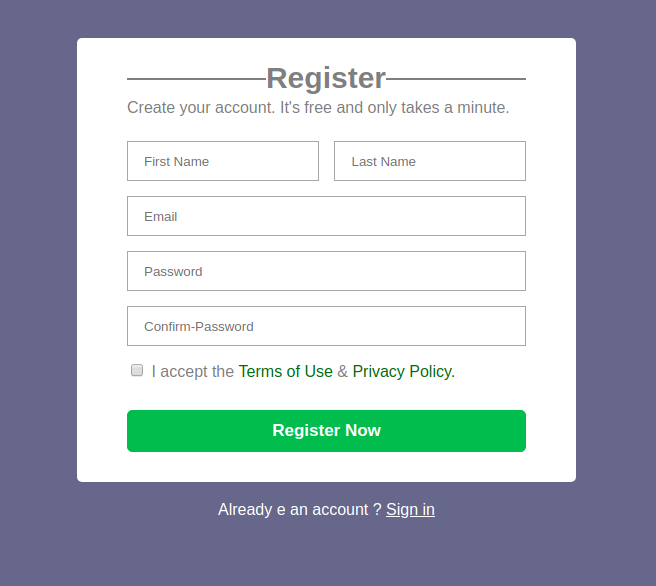 Register
Create your account. It's free and only takes a minute.
First Name Last Name
Email
Password
Confirm-Password
I accept the Terms of Use & Privacy Policy.
Register Now
Already e an account ? Sign in